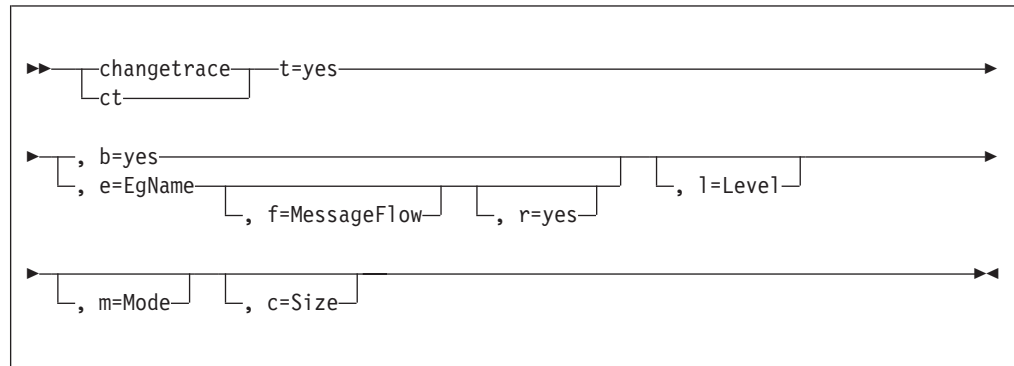 changetrace t=yes
ct
, b=yes
, e=EgName , l=Level
, f=MessageFlow , r=yes
, m=Mode , c=Size